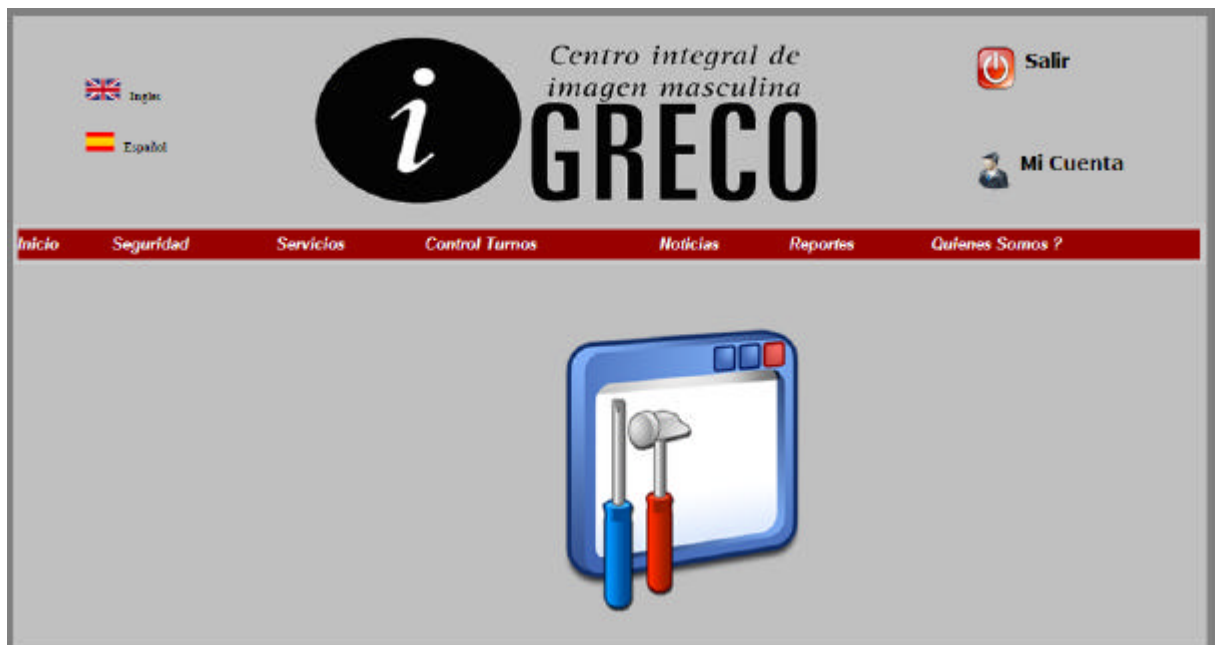 Ingles
Español
Centro integral de
imagen masculina
i
GRECO
Salir
Mi Cuenta
Inicio Seguridad Servicios Control Turnos Noticias Reportes Quienes Somos ?